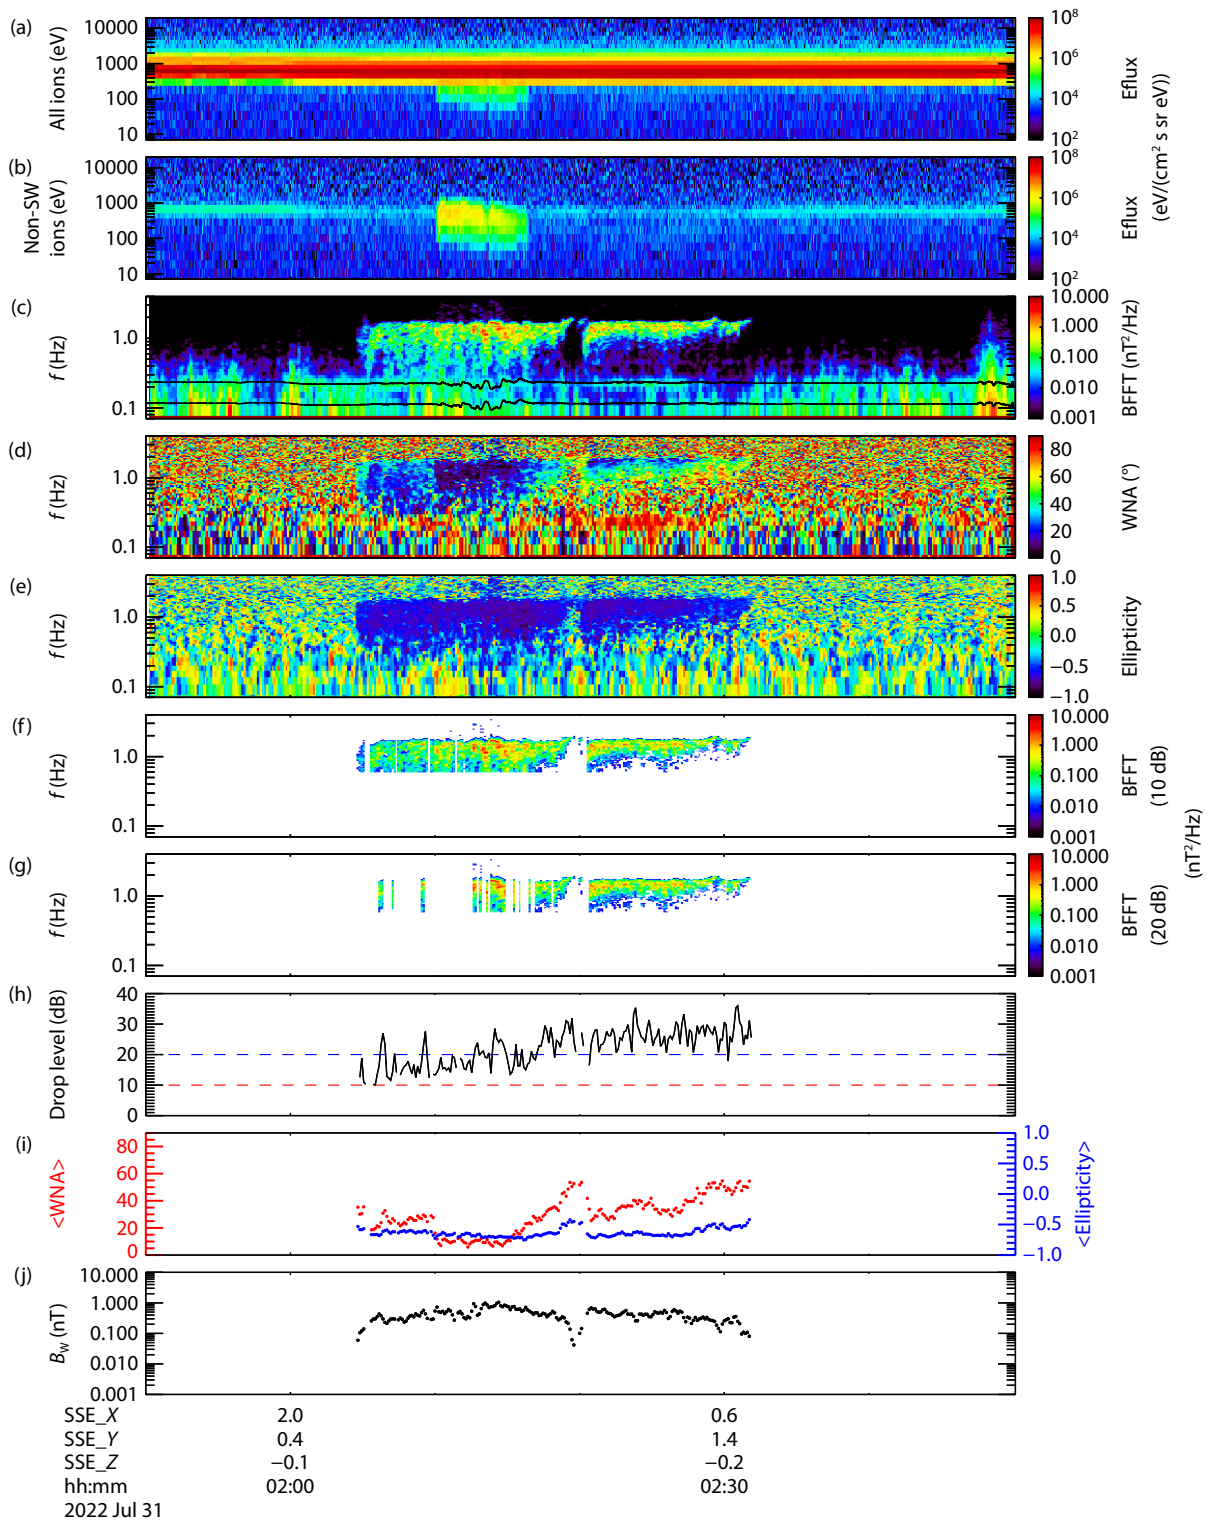 (a)
All ions (eV)
10000
1000
100
10
10⁸
10⁶
10⁴
10²
Eflux
(b)
Non-SW
ions (eV)
10000
1000
100
10
10⁸
10⁶
10⁴
10²
Eflux
(eV/(cm² s sr eV))
(c)
f (Hz)
1.0
0.1
10.000
1.000
0.100
0.010
0.001
BFFT (nT²/Hz)
(d)
f (Hz)
1.0
0.1
80
60
40
20
0
WNA (°)
(e)
f (Hz)
1.0
0.1
1.0
0.5
0.0
−0.5
−1.0
Ellipticity
(f)
f (Hz)
1.0
0.1
10.000
1.000
0.100
0.010
0.001
BFFT
(10 dB)
(g)
f (Hz)
1.0
0.1
10.000
1.000
0.100
0.010
0.001
BFFT
(20 dB)
(nT²/Hz)
(h)
Drop level (dB)
40
30
20
10
0
(i)
<WNA>
80
60
40
20
0
1.0
0.5
0.0
−0.5
−1.0
<Ellipticity>
(j)
B_W (nT)
10.000
1.000
0.100
0.010
0.001
SSE_X 2.0 0.6
SSE_Y 0.4 1.4
SSE_Z −0.1 −0.2
hh:mm 02:00 02:30
2022 Jul 31